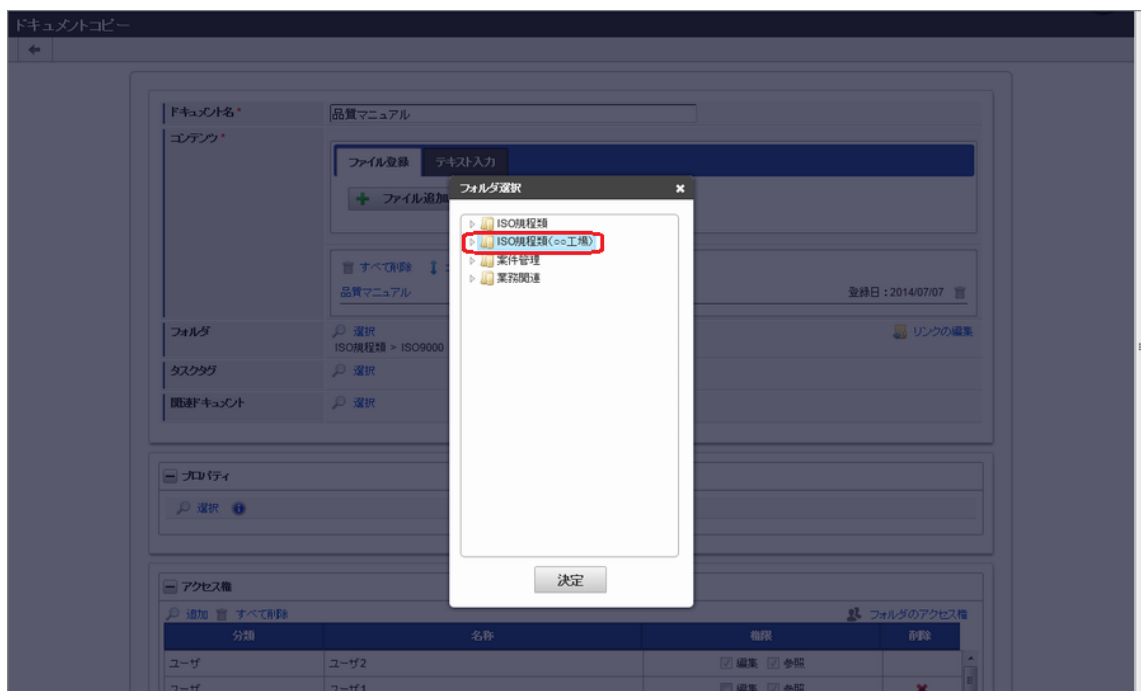 ドキュメントコピー
ドキュメント名*
品質マニュアル
コンテンツ*
ファイル登録 テキスト入力
ファイル追加
フォルダ選択
ISO規程類
ISO規程類(○○工場)
案件管理
業務関連
すべて削除
品質マニュアル 登録日:2014/07/07
フォルダ 選択 リンクの編集
ISO規程類 > ISO9000
タスクタグ 選択
関連ドキュメント 選択
プロパティ
選択
決定
アクセス権
追加 すべて削除 フォルダのアクセス権
分類 名称 権限 削除
ユーザ ユーザ2 編集 参照
ユーザ ユーザ1 編集 参照